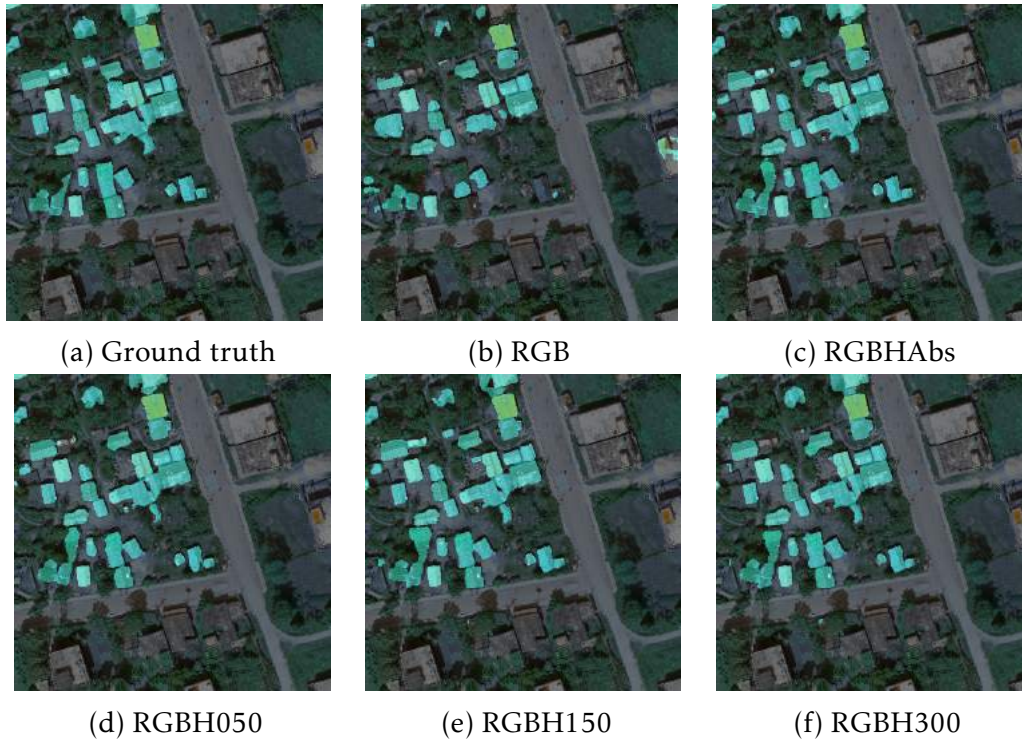 (a) Ground truth
(b) RGB
(c) RGBHAbs
(d) RGBH050
(e) RGBH150
(f) RGBH300